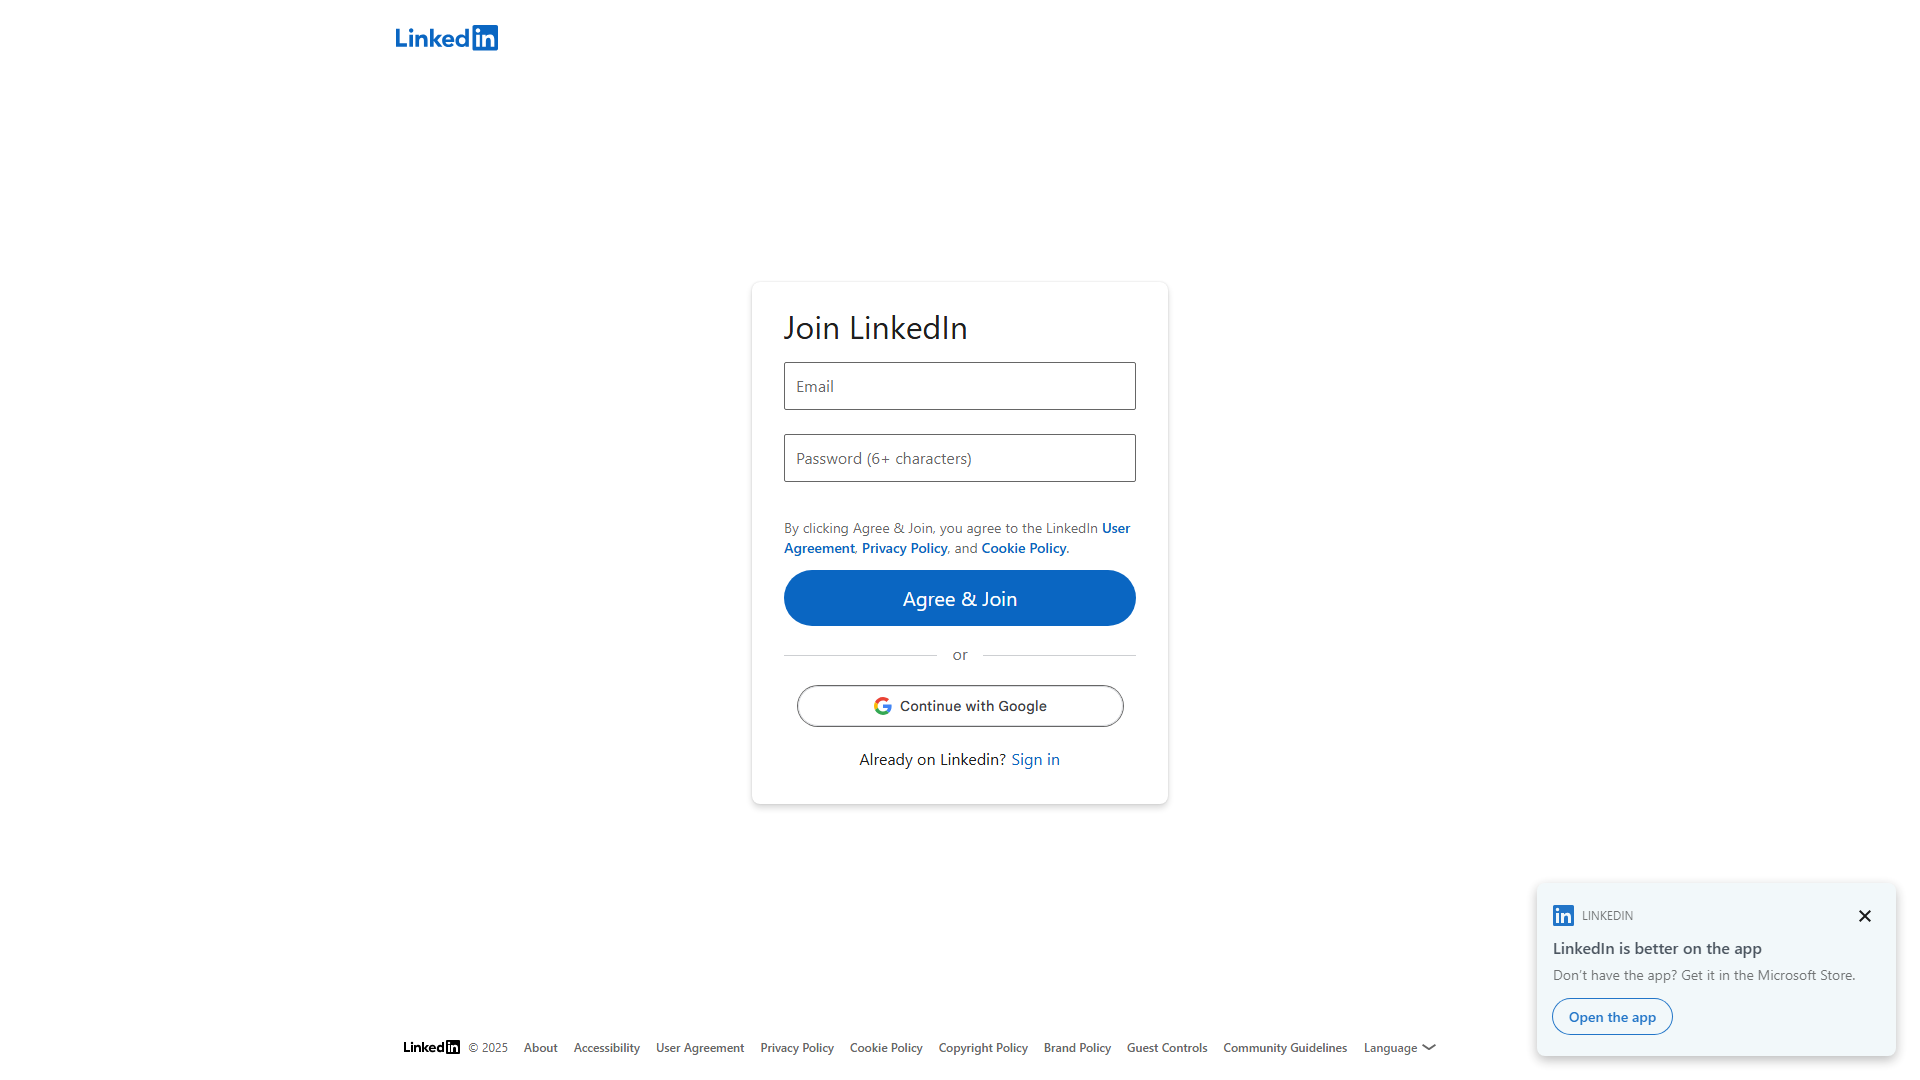 LinkedIn
Join LinkedIn
Email
Password (6+ characters)
By clicking Agree & Join, you agree to the LinkedIn User
Agreement, Privacy Policy, and Cookie Policy.
Agree & Join
or
Continue with Google
Already on Linkedin? Sign in
LINKEDIN
LinkedIn is better on the app
Don't have the app? Get it in the Microsoft Store.
Open the app
LinkedIn © 2025 About Accessibility User Agreement Privacy Policy Cookie Policy Copyright Policy Brand Policy Guest Controls Community Guidelines Language